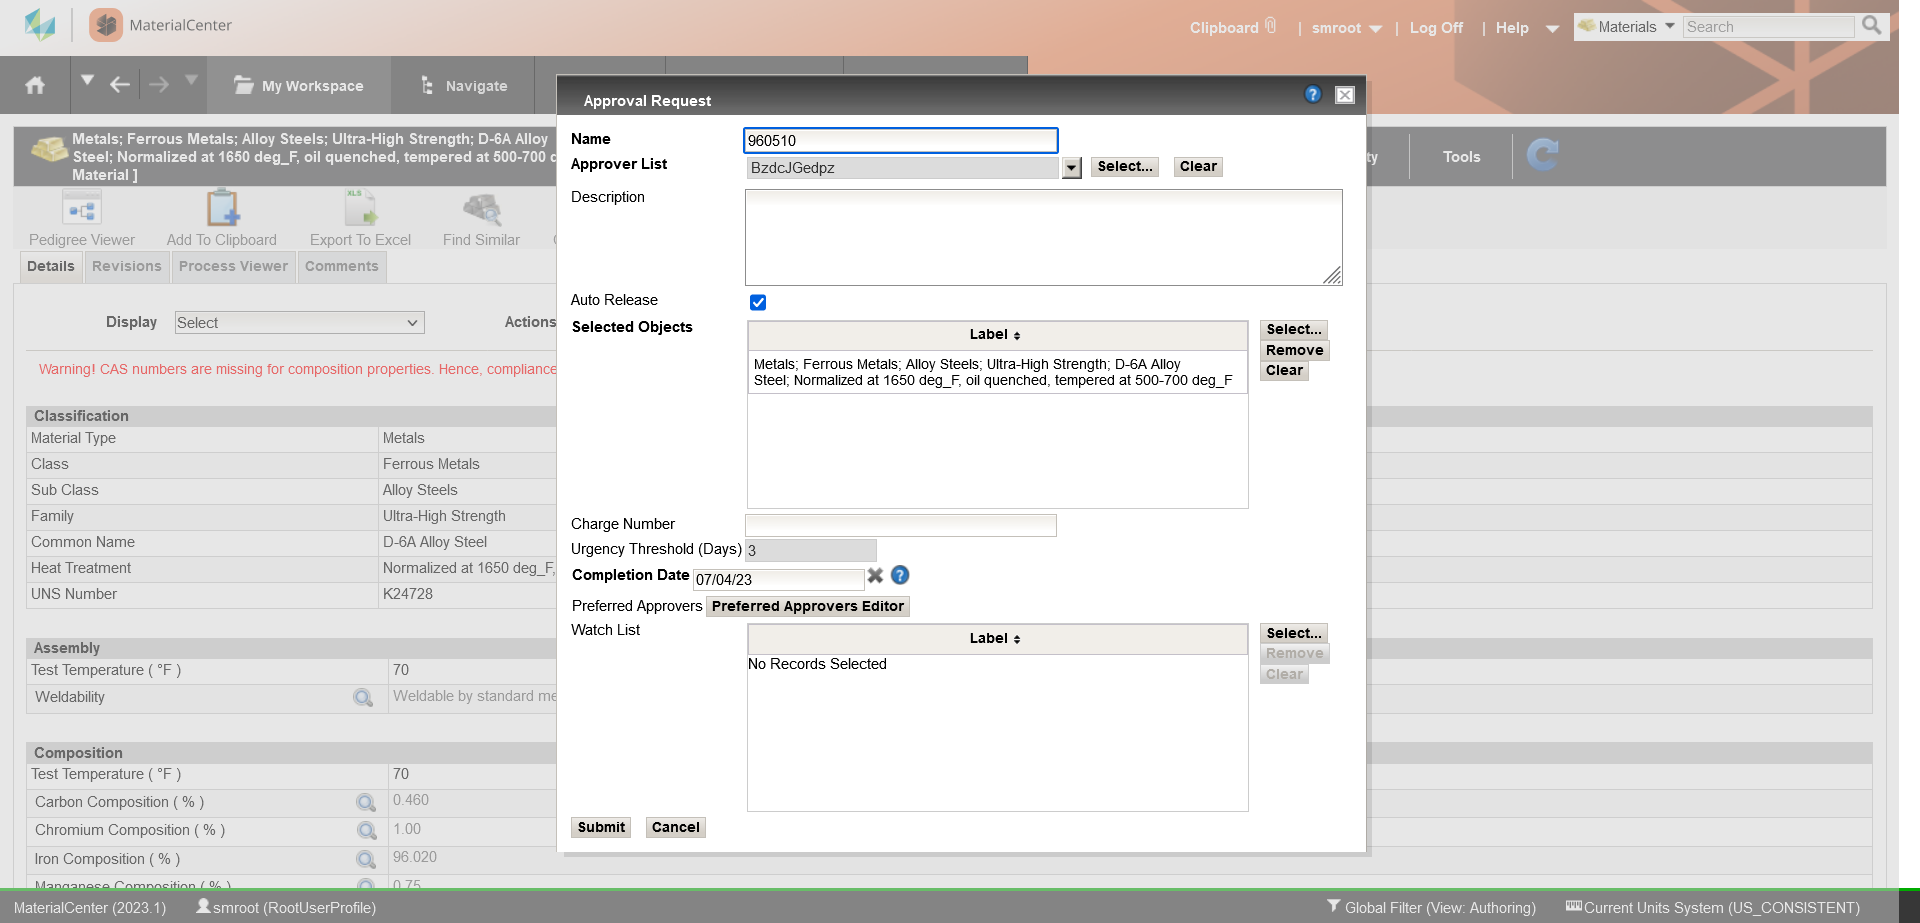 MaterialCenter
Clipboard | smroot | Log Off | Help Materials Search
My Workspace Navigate
Approval Request
Metals; Ferrous Metals; Alloy Steels; Ultra-High Strength; D-6A Alloy
Steel; Normalized at 1650 deg_F, oil quenched, tempered at 500-700
Material ]
ty Tools
Pedigree Viewer Add To Clipboard Export To Excel Find Similar
Details Revisions Process Viewer Comments
Display Select Actions
Warning! CAS numbers are missing for composition properties. Hence, compliance
Classification
Material Type Metals
Class Ferrous Metals
Sub Class Alloy Steels
Family Ultra-High Strength
Common Name D-6A Alloy Steel
Heat Treatment Normalized at 1650 deg_F,
UNS Number K24728
Assembly
Test Temperature ( °F ) 70
Weldability Weldable by standard me
Composition
Test Temperature ( °F ) 70
Carbon Composition ( % ) 0.460
Chromium Composition ( % ) 1.00
Iron Composition ( % ) 96.020
Manganese Composition ( % ) 0.75
Name 960510
Approver List BzdcJGedpz Select... Clear
Description
Auto Release
Selected Objects Label Select...
Remove
Clear
Metals; Ferrous Metals; Alloy Steels; Ultra-High Strength; D-6A Alloy
Steel; Normalized at 1650 deg_F, oil quenched, tempered at 500-700 deg_F
Charge Number
Urgency Threshold (Days) 3
Completion Date 07/04/23
Preferred Approvers Preferred Approvers Editor
Watch List Label Select...
Remove
Clear
No Records Selected
Submit Cancel
MaterialCenter (2023.1) smroot (RootUserProfile) Global Filter (View: Authoring) Current Units System (US_CONSISTENT)